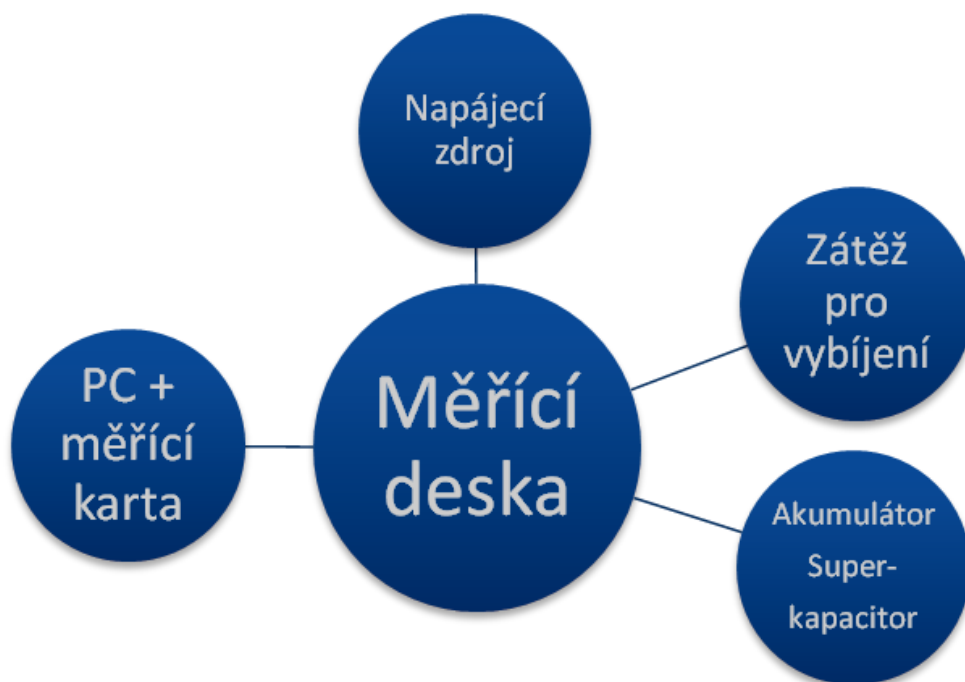 Napájecí
zdroj
Zátěž
pro
vybíjení
PC +
měřící
karta
Měřící
deska
Akumulátor
Super-
kapacitor